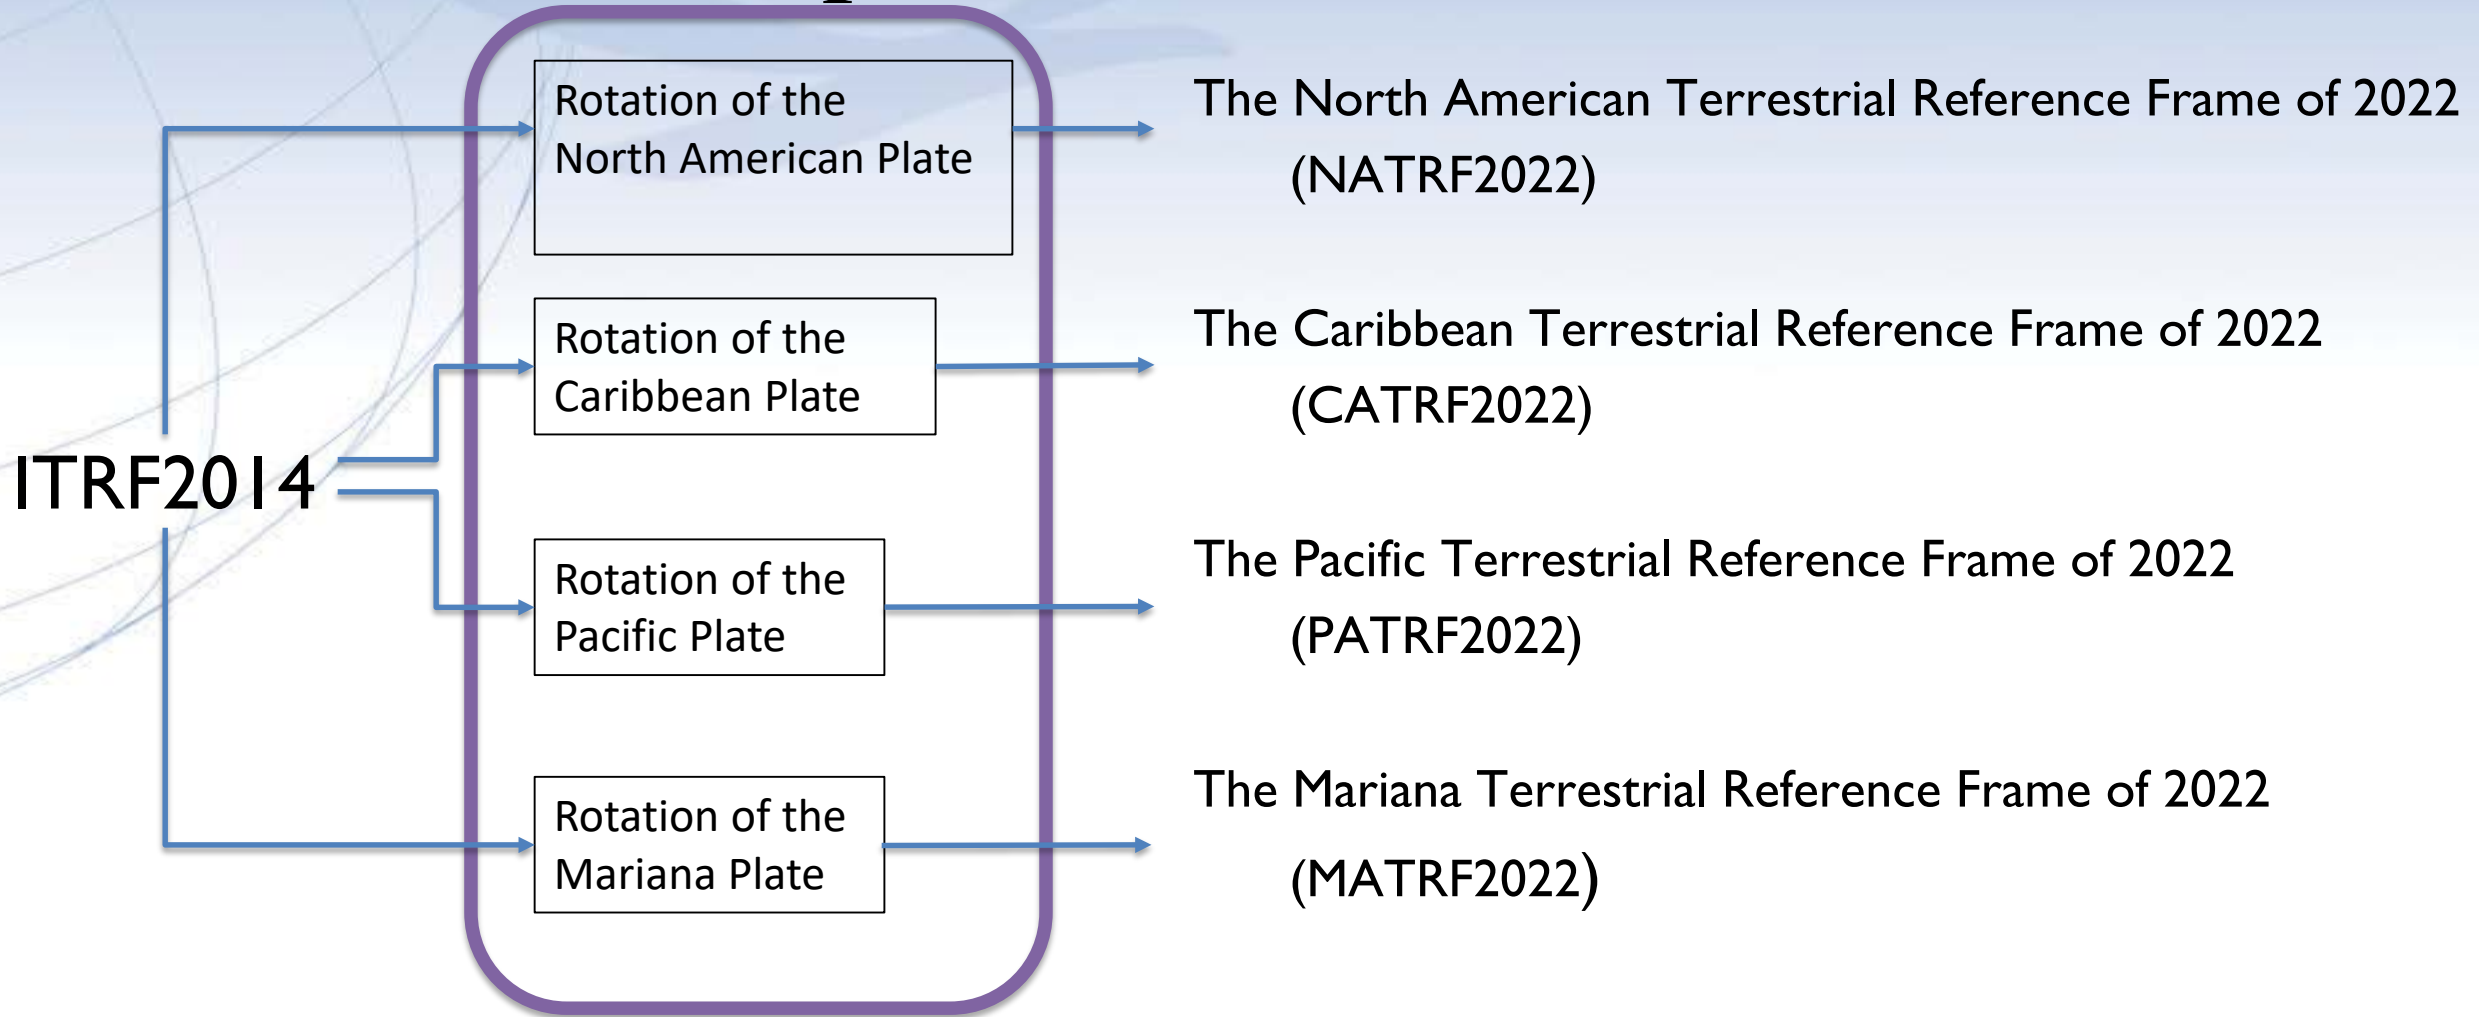 ITRF2014
Rotation of the
North American Plate
The North American Terrestrial Reference Frame of 2022
(NATRF2022)
Rotation of the
Caribbean Plate
The Caribbean Terrestrial Reference Frame of 2022
(CATRF2022)
Rotation of the
Pacific Plate
The Pacific Terrestrial Reference Frame of 2022
(PATRF2022)
Rotation of the
Mariana Plate
The Mariana Terrestrial Reference Frame of 2022
(MATRF2022)